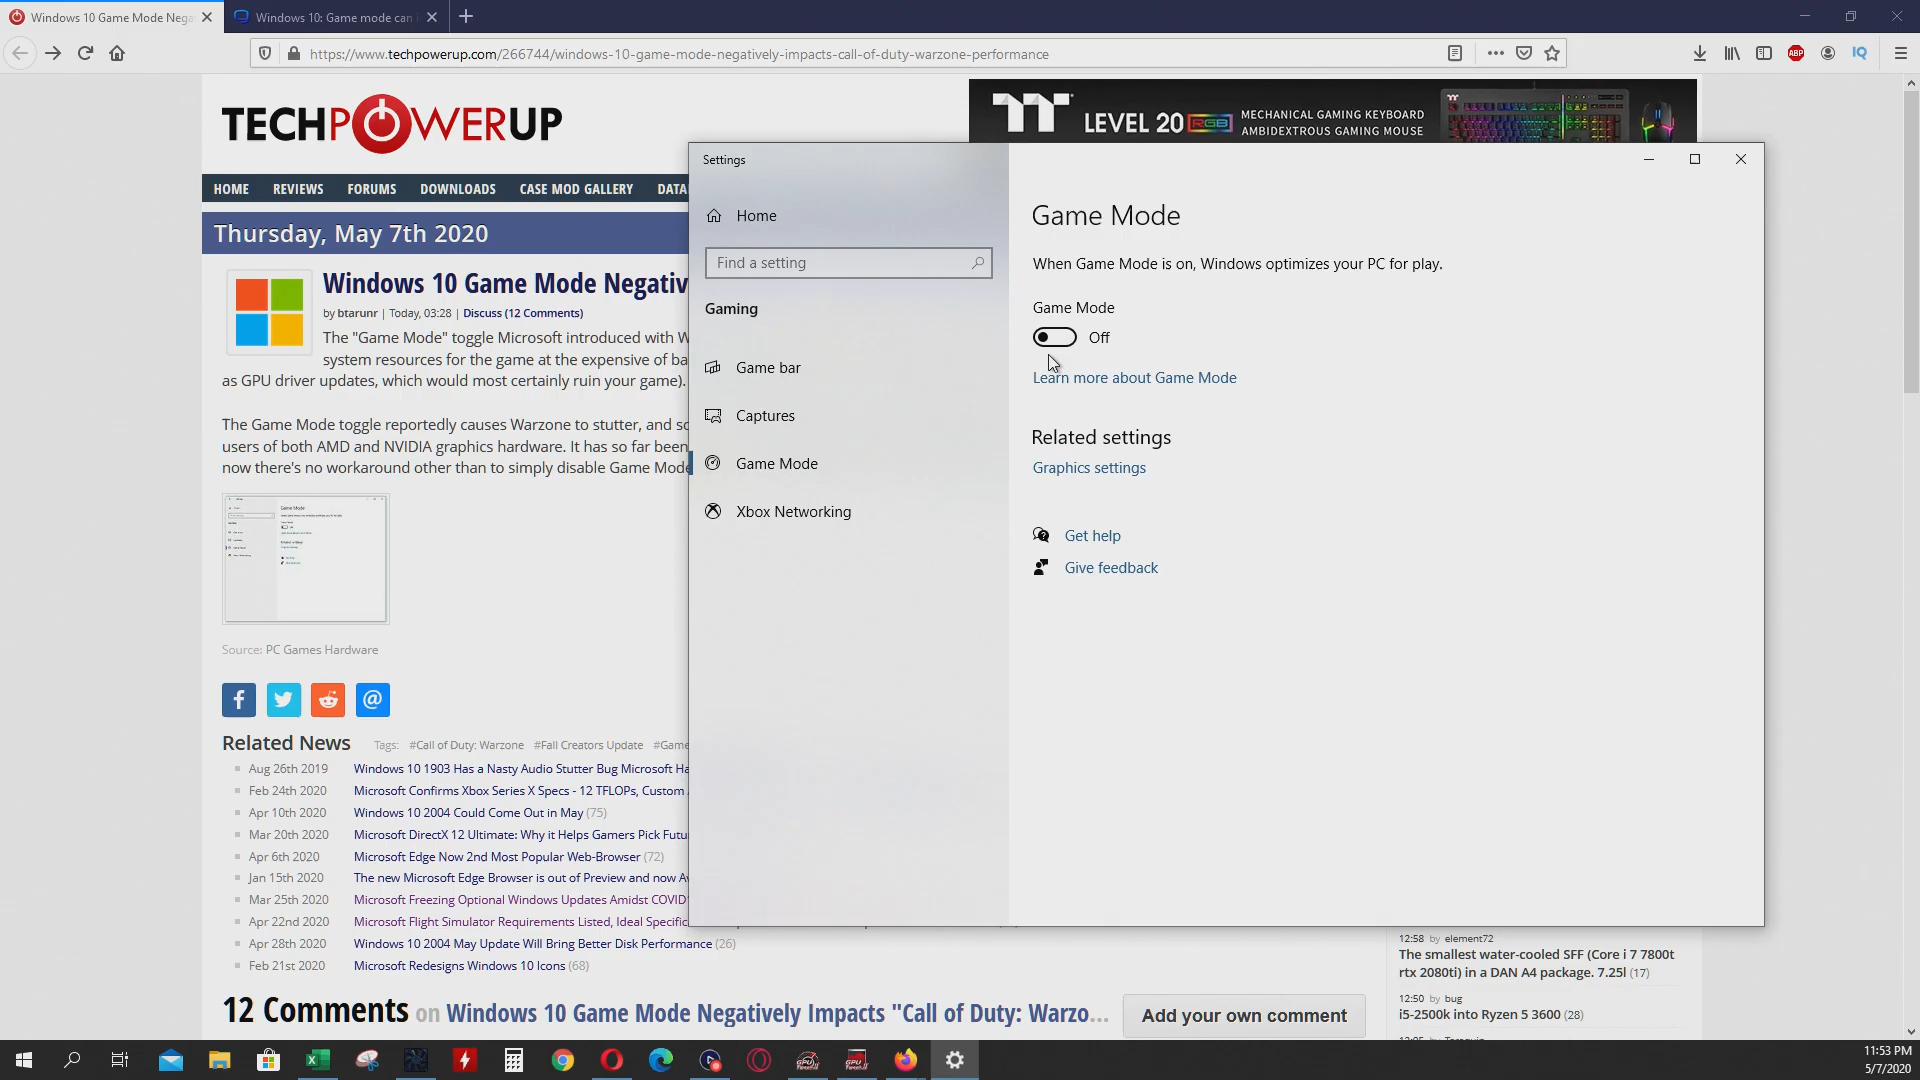 Windows 10 Game Mode Nega
Windows 10: Game mode can
https://www.techpowerup.com/266744/windows-10-game-mode-negatively-impacts-call-of-duty-warzone-performance
ABP
IQ
TECHPOWERUP
LEVEL 20 RGB
MECHANICAL GAMING KEYBOARD
AMBIDEXTROUS GAMING MOUSE
HOME REVIEWS FORUMS DOWNLOADS CASE MOD GALLERY DATA
Thursday, May 7th 2020
Windows 10 Game Mode Negativ
by btarunr | Today, 03:28 | Discuss (12 Comments)
The "Game Mode" toggle Microsoft introduced with W
system resources for the game at the expensive of ba
as GPU driver updates, which would most certainly ruin your game).
The Game Mode toggle reportedly causes Warzone to stutter, and so
users of both AMD and NVIDIA graphics hardware. It has so far been
now there's no workaround other than to simply disable Game Mode
Source: PC Games Hardware
Related News Tags: #Call of Duty: Warzone #Fall Creators Update #Game
Aug 26th 2019 Windows 10 1903 Has a Nasty Audio Stutter Bug Microsoft Ha
Feb 24th 2020 Microsoft Confirms Xbox Series X Specs - 12 TFLOPs, Custom
Apr 10th 2020 Windows 10 2004 Could Come Out in May (75)
Mar 20th 2020 Microsoft DirectX 12 Ultimate: Why it Helps Gamers Pick Futu
Apr 6th 2020 Microsoft Edge Now 2nd Most Popular Web-Browser (72)
Jan 15th 2020 The new Microsoft Edge Browser is out of Preview and now Av
Mar 25th 2020 Microsoft Freezing Optional Windows Updates Amidst COVID
Apr 22nd 2020 Microsoft Flight Simulator Requirements Listed, Ideal Specific
Apr 28th 2020 Windows 10 2004 May Update Will Bring Better Disk Performance (26)
Feb 21st 2020 Microsoft Redesigns Windows 10 Icons (68)
12 Comments on Windows 10 Game Mode Negatively Impacts "Call of Duty: Warzo...
Add your own comment
Settings
Home
Find a setting
Gaming
Game bar
Captures
Game Mode
Xbox Networking
Game Mode
When Game Mode is on, Windows optimizes your PC for play.
Game Mode
Off
Learn more about Game Mode
Related settings
Graphics settings
Get help
Give feedback
12:58 by element72
The smallest water-cooled SFF (Core i 7 7800t
rtx 2080ti) in a DAN A4 package. 7.25l (17)
12:50 by bug
i5-2500k into Ryzen 5 3600 (28)
11:53 PM
5/7/2020